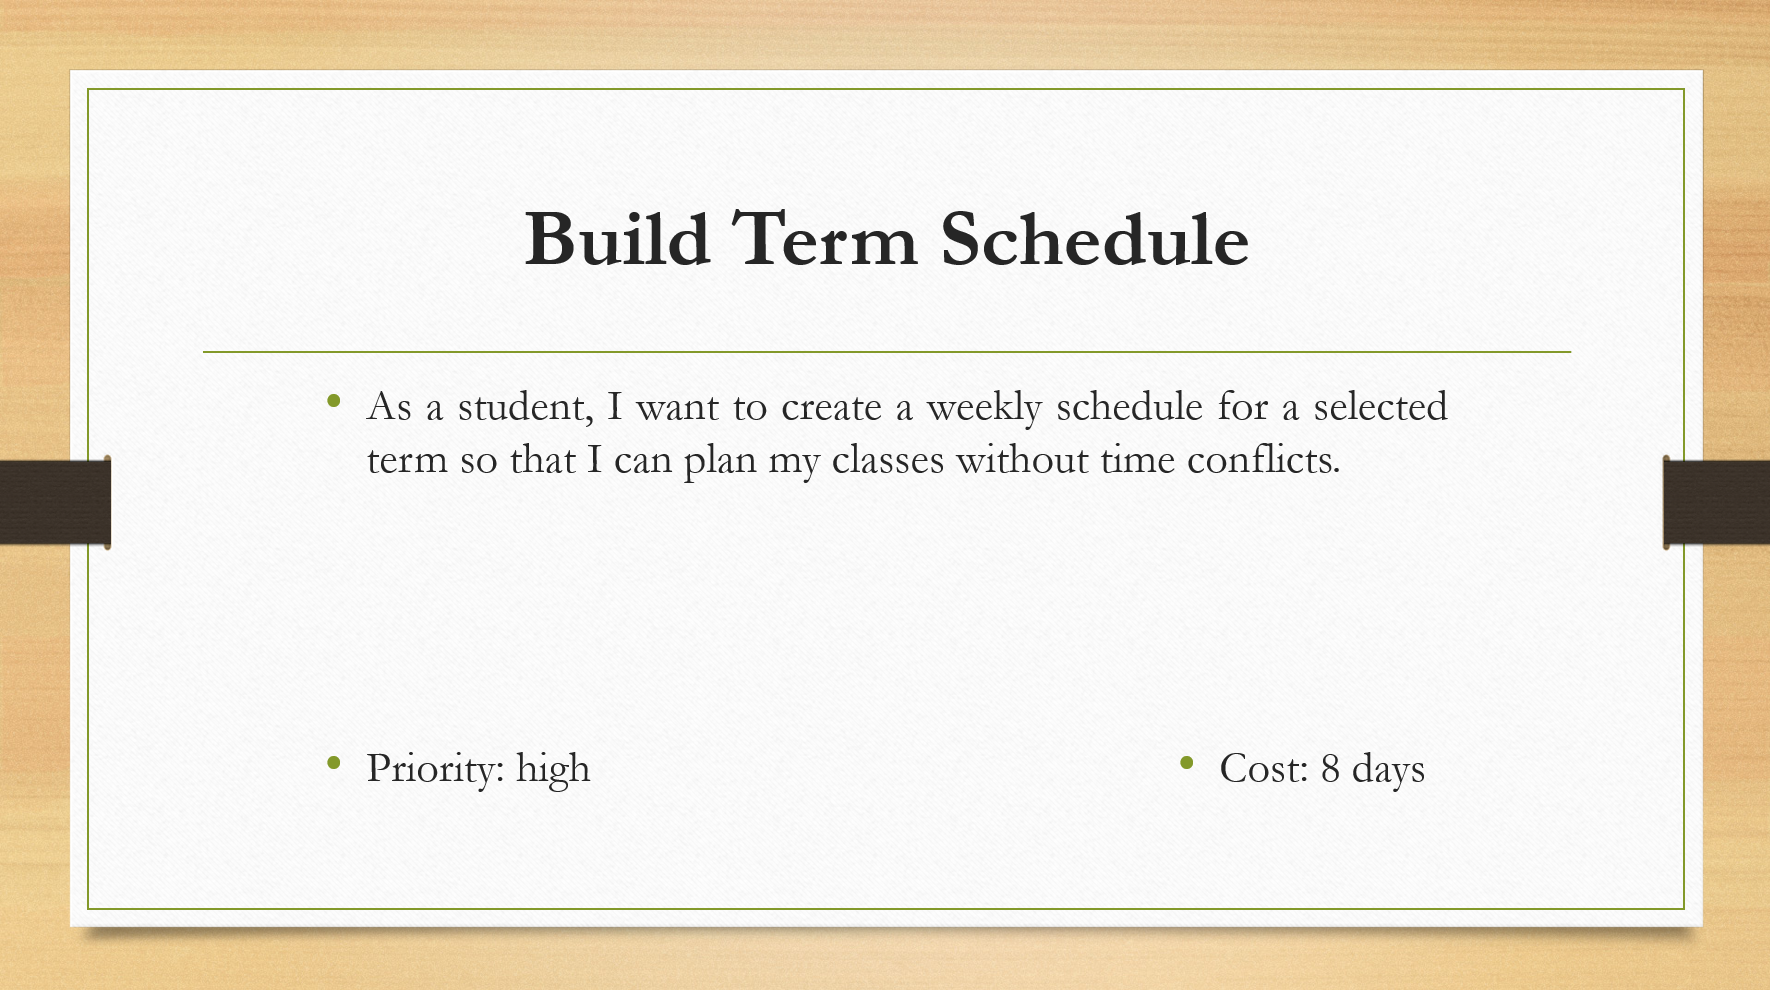 Build Term Schedule
• As a student, I want to create a weekly schedule for a selected
term so that I can plan my classes without time conflicts.
• Priority: high
• Cost: 8 days